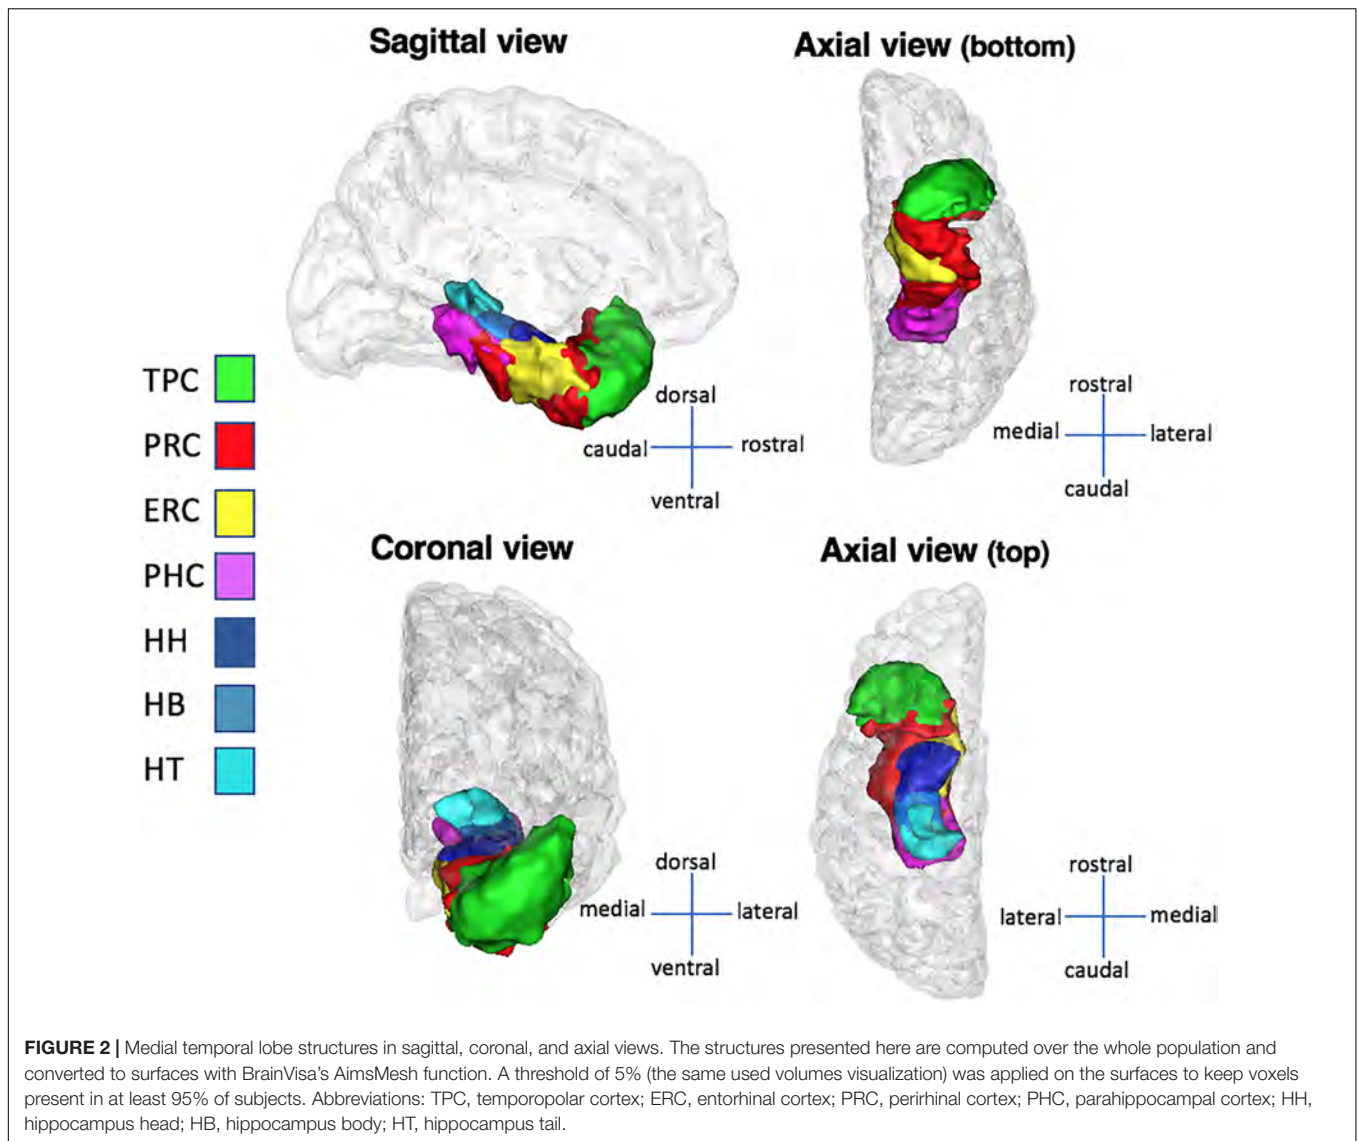 Sagittal view
Axial view (bottom)
dorsal
caudal
rostral
ventral
rostral
medial
lateral
caudal
TPC
PRC
ERC
PHC
HH
HB
HT
Coronal view
Axial view (top)
dorsal
medial
lateral
ventral
rostral
lateral
medial
caudal
FIGURE 2 | Medial temporal lobe structures in sagittal, coronal, and axial views. The structures presented here are computed over the whole population and
converted to surfaces with BrainVisa's AimsMesh function. A threshold of 5% (the same used volumes visualization) was applied on the surfaces to keep voxels
present in at least 95% of subjects. Abbreviations: TPC, temporopolar cortex; ERC, entorhinal cortex; PRC, perirhinal cortex; PHC, parahippocampal cortex; HH,
hippocampus head; HB, hippocampus body; HT, hippocampus tail.